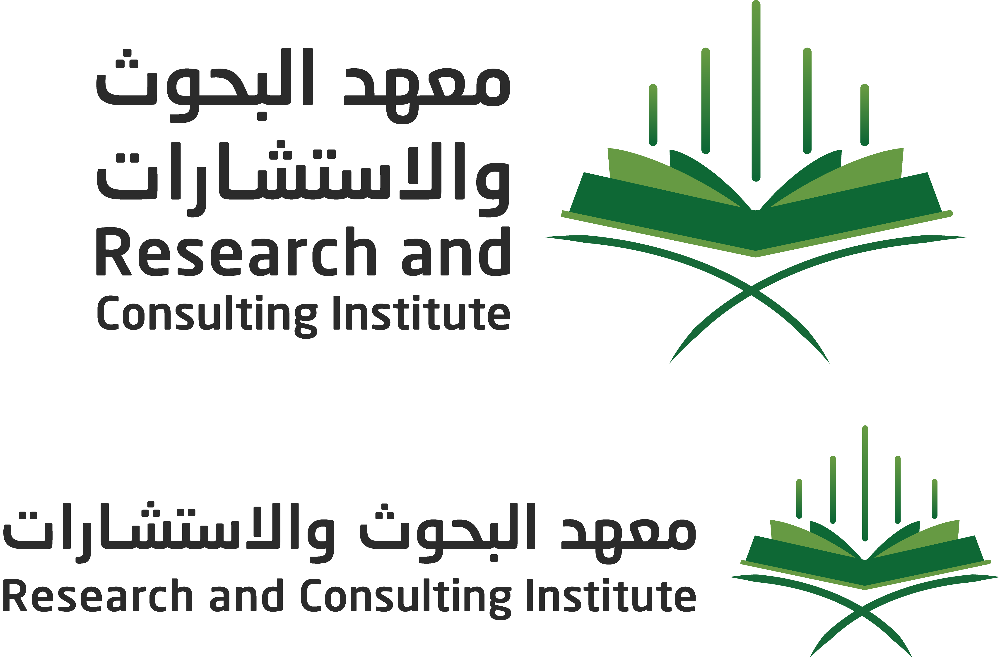 معهد البحوث
والاستشارات
Research and
Consulting Institute
معهد البحوث والاستشارات
Research and Consulting Institute